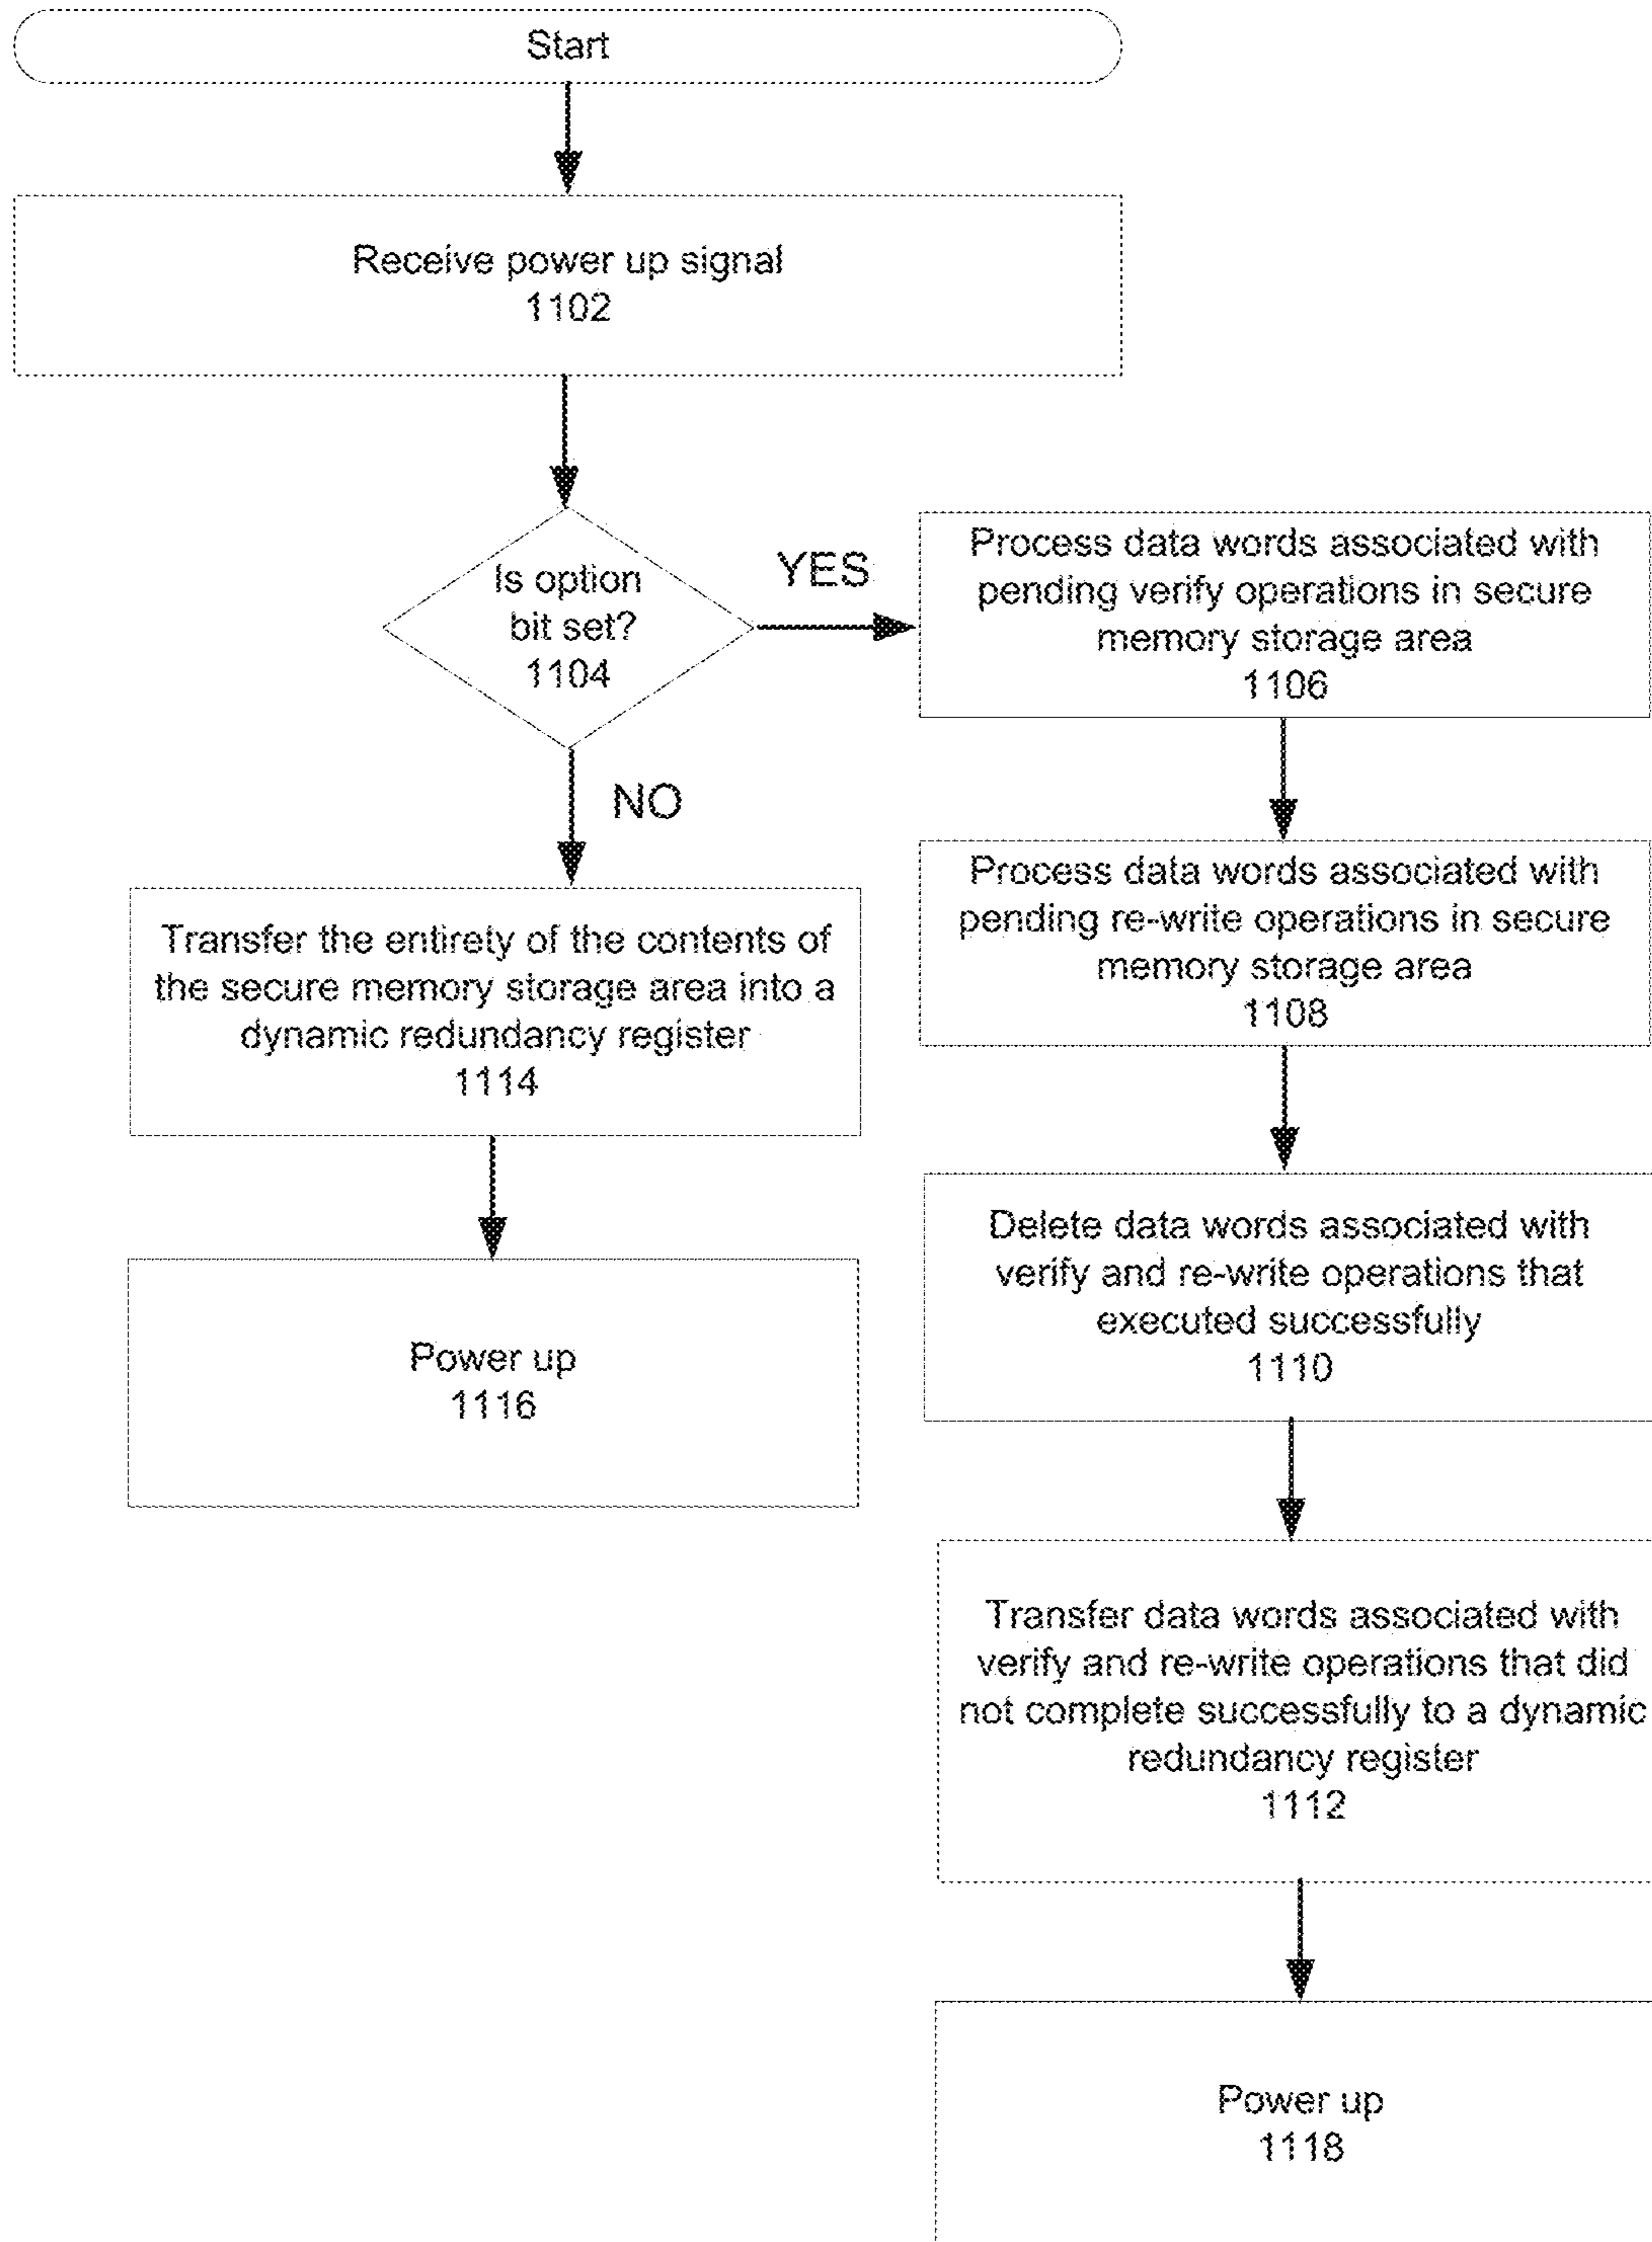 Start
Receive power up signal
1102
Is option
bit set?
1104
YES
NO
Process data words associated with
pending verify operations in secure
memory storage area
1106
Process data words associated with
pending re-write operations in secure
memory storage area
1108
Transfer the entirely of the contents of
the secure memory storage area into a
dynamic redundancy register
1114
Delete data words associated with
verify and re-write operations that
executed successfully
1110
Power up
1116
Transfer data words associated with
verify and re-write operations that did
not complete successfully to a dynamic
redundancy register
1112
Power up
1118